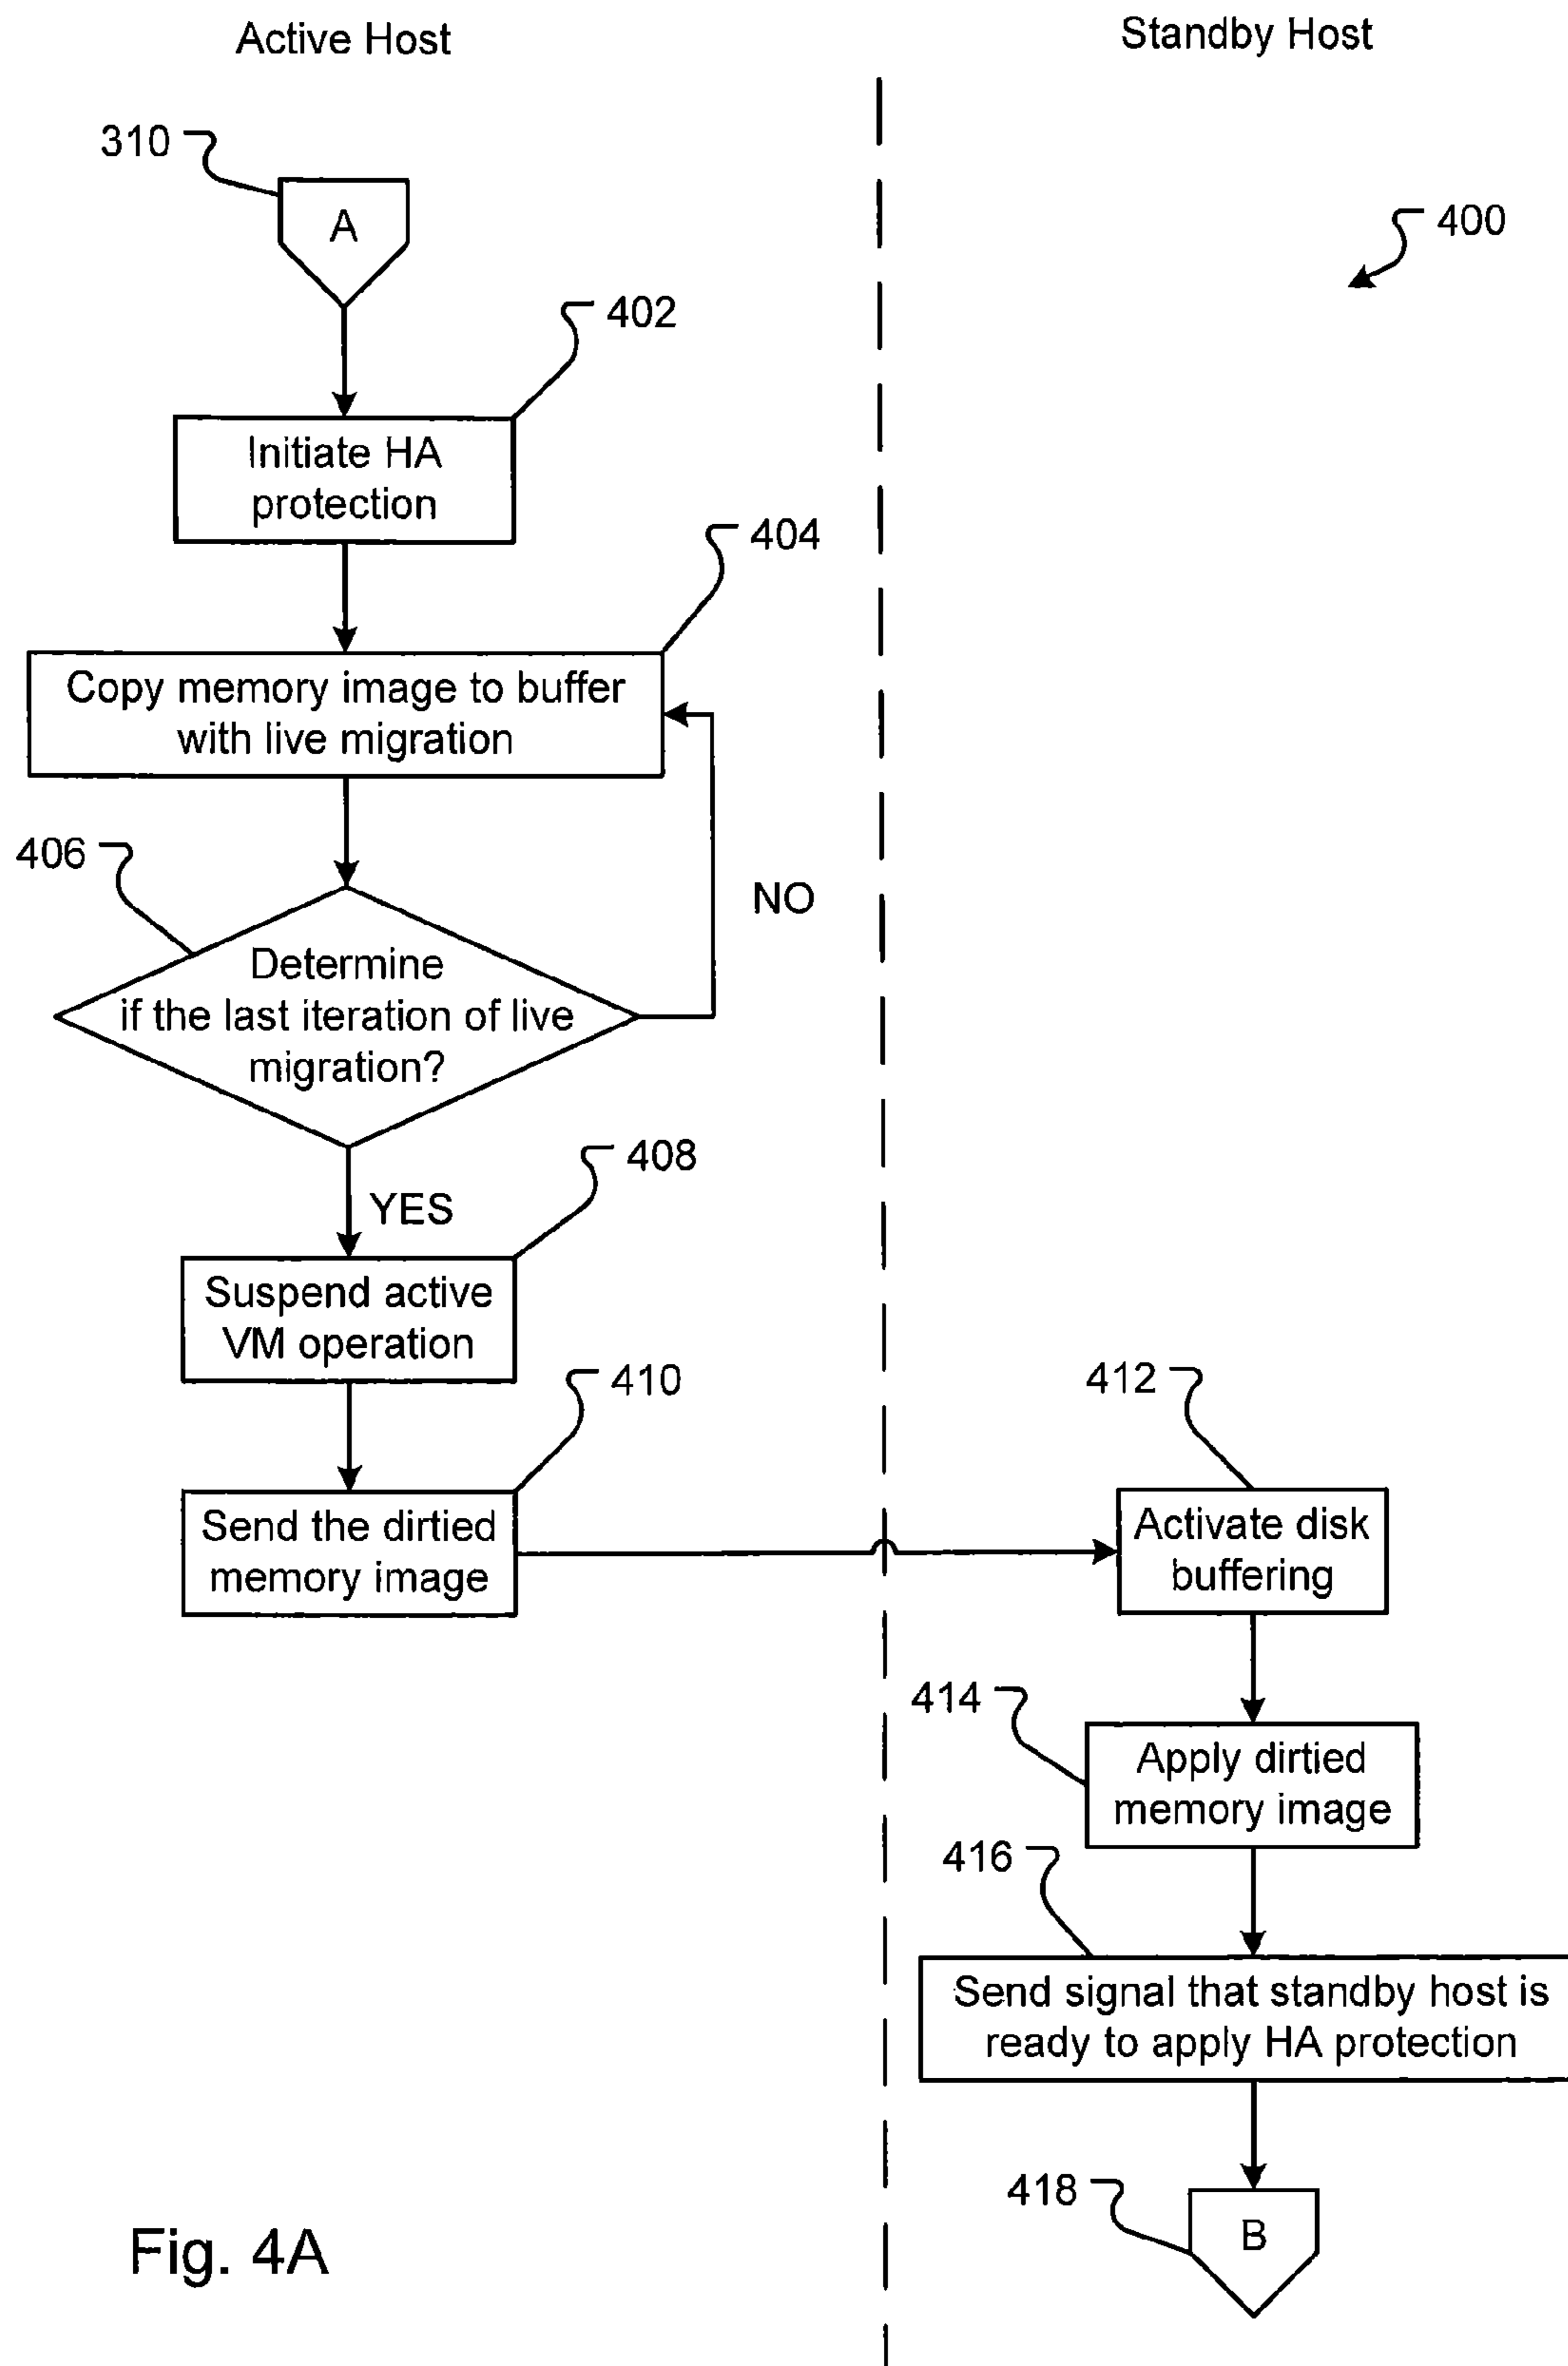 Active Host
Standby Host
310
A
400
402
Initiate HA
protection
404
Copy memory image to buffer
with live migration
406
NO
Determine
if the last iteration of live
migration?
408
YES
Suspend active
VM operation
410
Send the dirtied
memory image
412
Activate disk
buffering
414
Apply dirtied
memory image
416
Send signal that standby host is
ready to apply HA protection
418
B
Fig. 4A